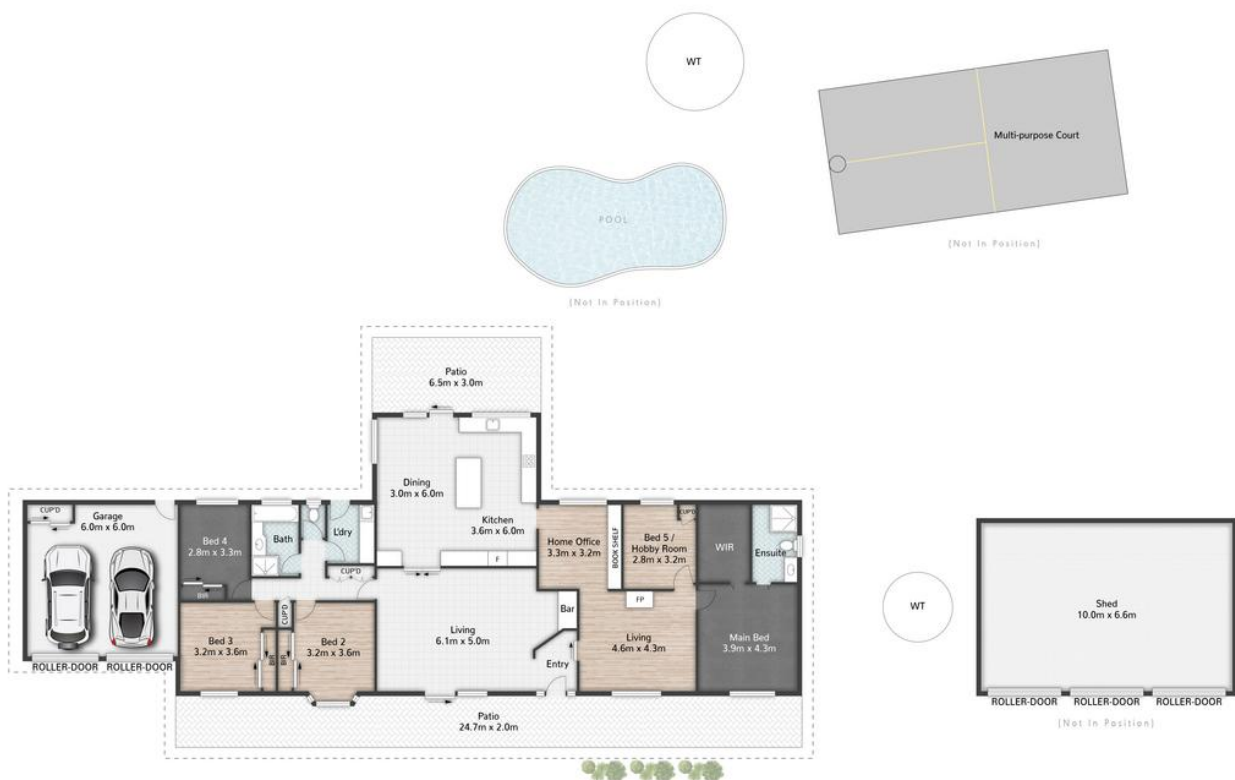 WT
Multi-purpose Court
[Not In Position]
POOL
[Not In Position]
Patio
6.5m x 3.0m
Dining
3.0m x 6.0m
Kitchen
3.6m x 6.0m
F
CUP'D
Garage
6.0m x 6.0m
ROLLER-DOOR
ROLLER-DOOR
Bed 4
2.8m x 3.3m
BIR
Bath
L'dry
CUP'D
CUP'D
Bed 3
3.2m x 3.6m
BIR
BIR
Bed 2
3.2m x 3.6m
Living
6.1m x 5.0m
Bar
Entry
Home Office
3.3m x 3.2m
BOOK SHELF
Bed 5 /
Hobby Room
2.8m x 3.2m
CUP'D
WIR
Ensuite
FP
Living
4.6m x 4.3m
Main Bed
3.9m x 4.3m
Patio
24.7m x 2.0m
WT
Shed
10.0m x 6.6m
ROLLER-DOOR
ROLLER-DOOR
ROLLER-DOOR
[Not In Position]